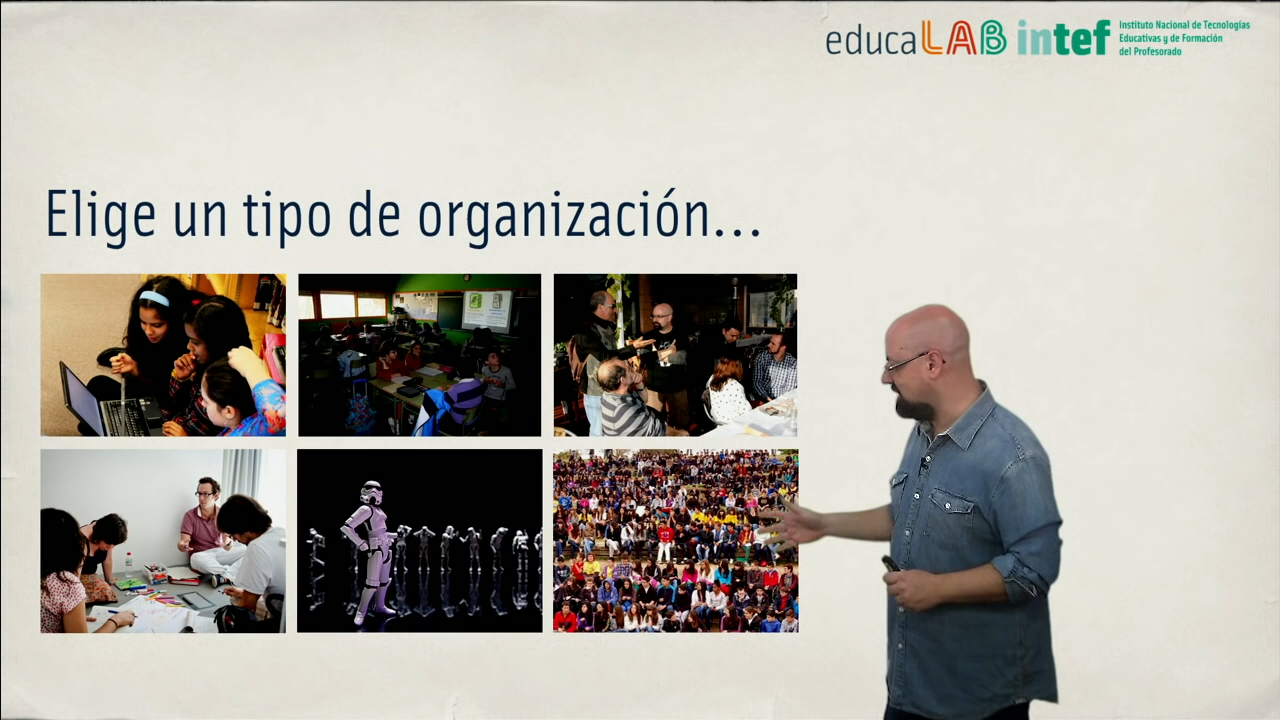 educaLAB intef Instituto Nacional de Tecnologías
Educativas y de Formación
del Profesorado
Elige un tipo de organización...